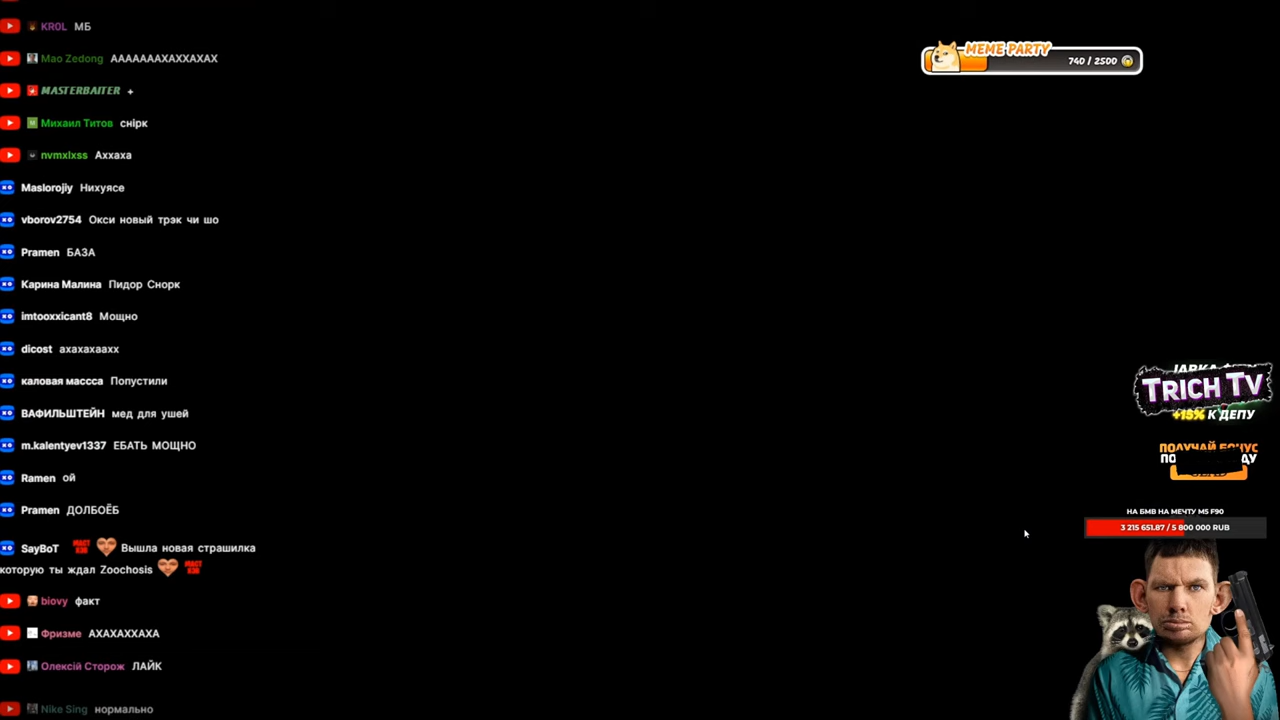 KR0L МБ
Mao Zedong АААААААХАХХАХАХ
MASTERBAITER +
Михаил Титов снірк
nvmxlxss Аххаха
Maslorojiy Нихуясе
vborov2754 Окси новый трэк чи шо
Pramen БАЗА
Карина Малина Пидор Снорк
imtooxxicant8 Мощно
dicost ахахахаахх
каловая массса Попустили
ВАФИЛЬШТЕЙН мед для ушей
m.kalentyev1337 ЕБАТЬ МОЩНО
Ramen ой
Pramen ДОЛБОЁБ
SayBoT Вышла новая страшилка
которую ты ждал Zoochosis
biovy факт
Фризме АХАХАХХАХА
Олексій Сторож ЛАЙК
Nike Sing нормально
MEME PARTY
740 / 2500
TRICH TV
+15% К ДЕПУ
ПОЛУЧАЙ БОНУС
НА БМВ НА МЕЧТУ M5 F90
3 215 651.87 / 5 800 000 RUB